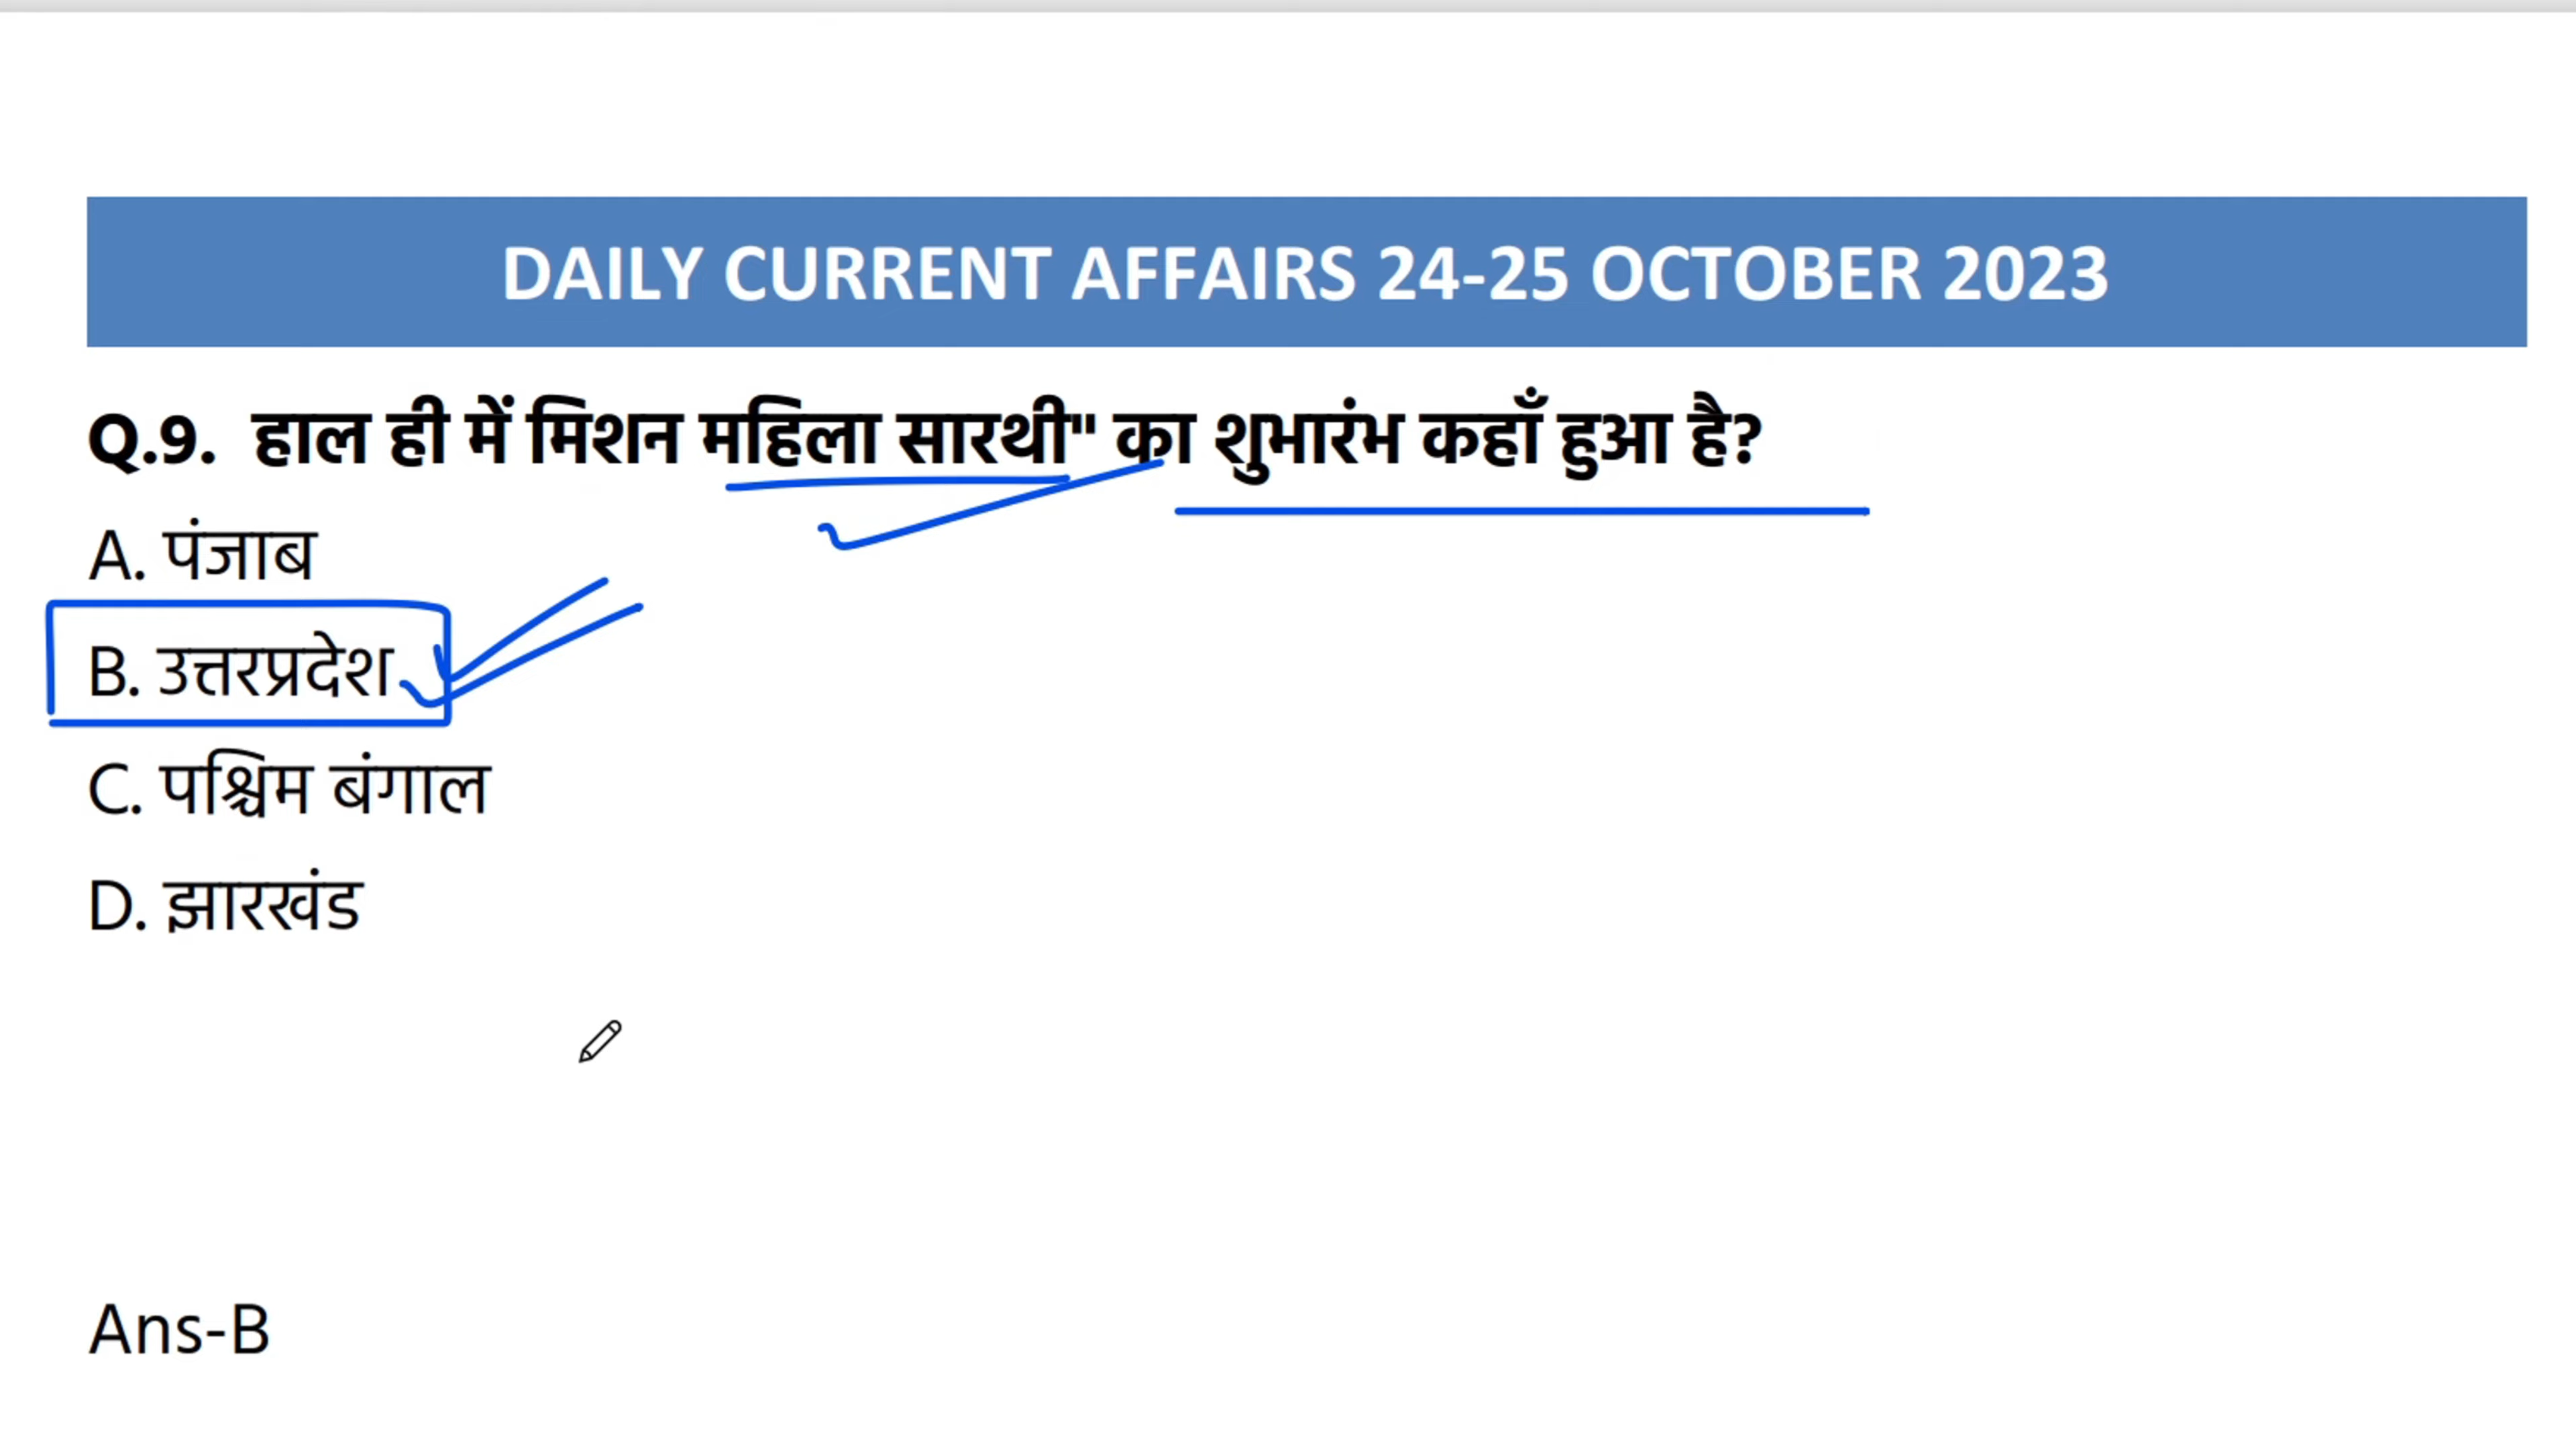 DAILY CURRENT AFFAIRS 24-25 OCTOBER 2023
Q.9. हाल ही में मिशन महिला सारथी" का शुभारंभ कहाँ हुआ है?
A. पंजाब
B. उत्तरप्रदेश
C. पश्चिम बंगाल
D. झारखंड
Ans-B